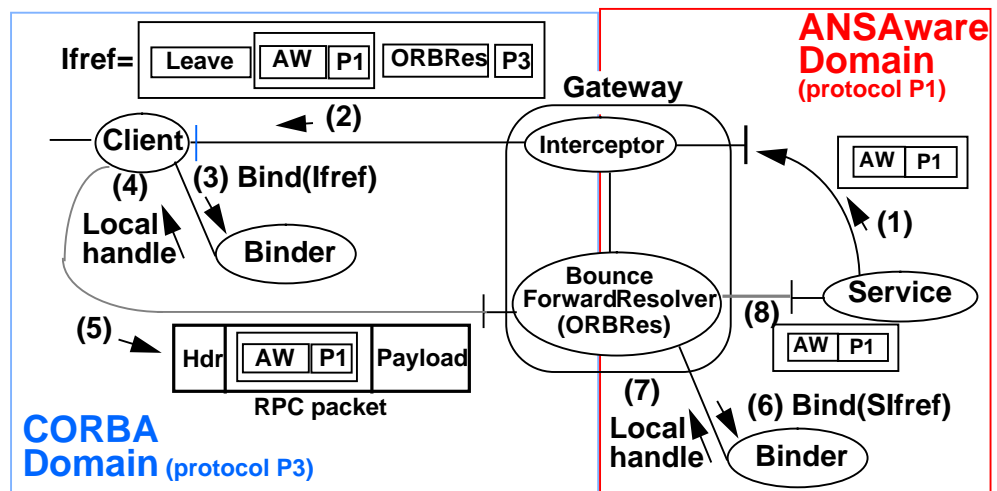 Ifref= Leave AW P1 ORBRes P3
ANSAware
Domain
(protocol P1)
Gateway
(2)
Client
Interceptor
AW P1
(4)
(3) Bind(Ifref)
(1)
Local
handle
Binder
Bounce
ForwardResolver
(ORBRes)
Service
(8)
(5)
AW P1
Hdr AW P1 Payload
RPC packet
(7)
(6) Bind(SIfref)
Local
handle
Binder
CORBA
Domain (protocol P3)